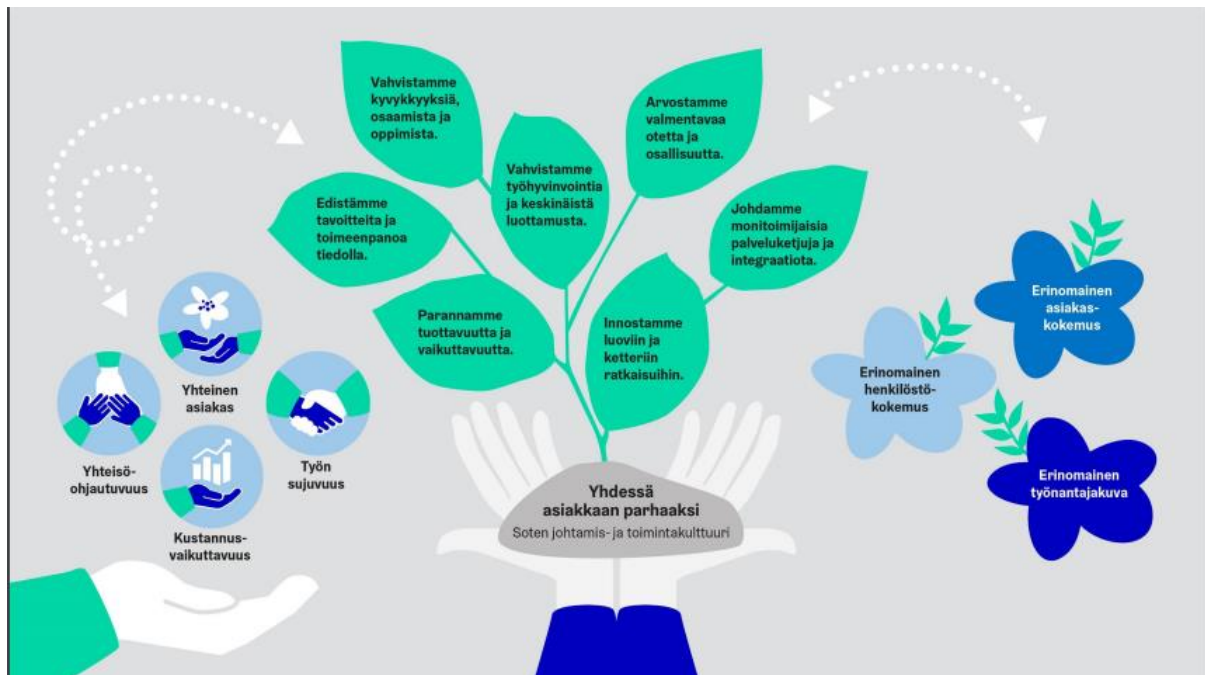 Vahvistamme
kyvykkyyksiä,
osaamista ja
oppimista.
Arvostamme
valmentavaa
otetta ja
osallisuutta.
Vahvistamme
työhyvinvointia
ja keskinäistä
luottamusta.
Edistämme
tavoitteita ja
toimeenpanoa
tiedolla.
Johdamme
monitoimijaisia
palveluketjuja ja
integraatiota.
Parannamme
tuottavuutta ja
vaikuttavuutta.
Innostamme
luoviin ja
ketteriin
ratkaisuihin.
Yhteinen
asiakas
Yhteisö-
ohjautuvuus
Työn
sujuvuus
Kustannus-
vaikuttavuus
Yhdessä
asiakkaan parhaaksi
Soten johtamis- ja toimintakulttuuri
Erinomainen
asiakas-
kokemus
Erinomainen
henkilöstö-
kokemus
Erinomainen
työnantajakuva